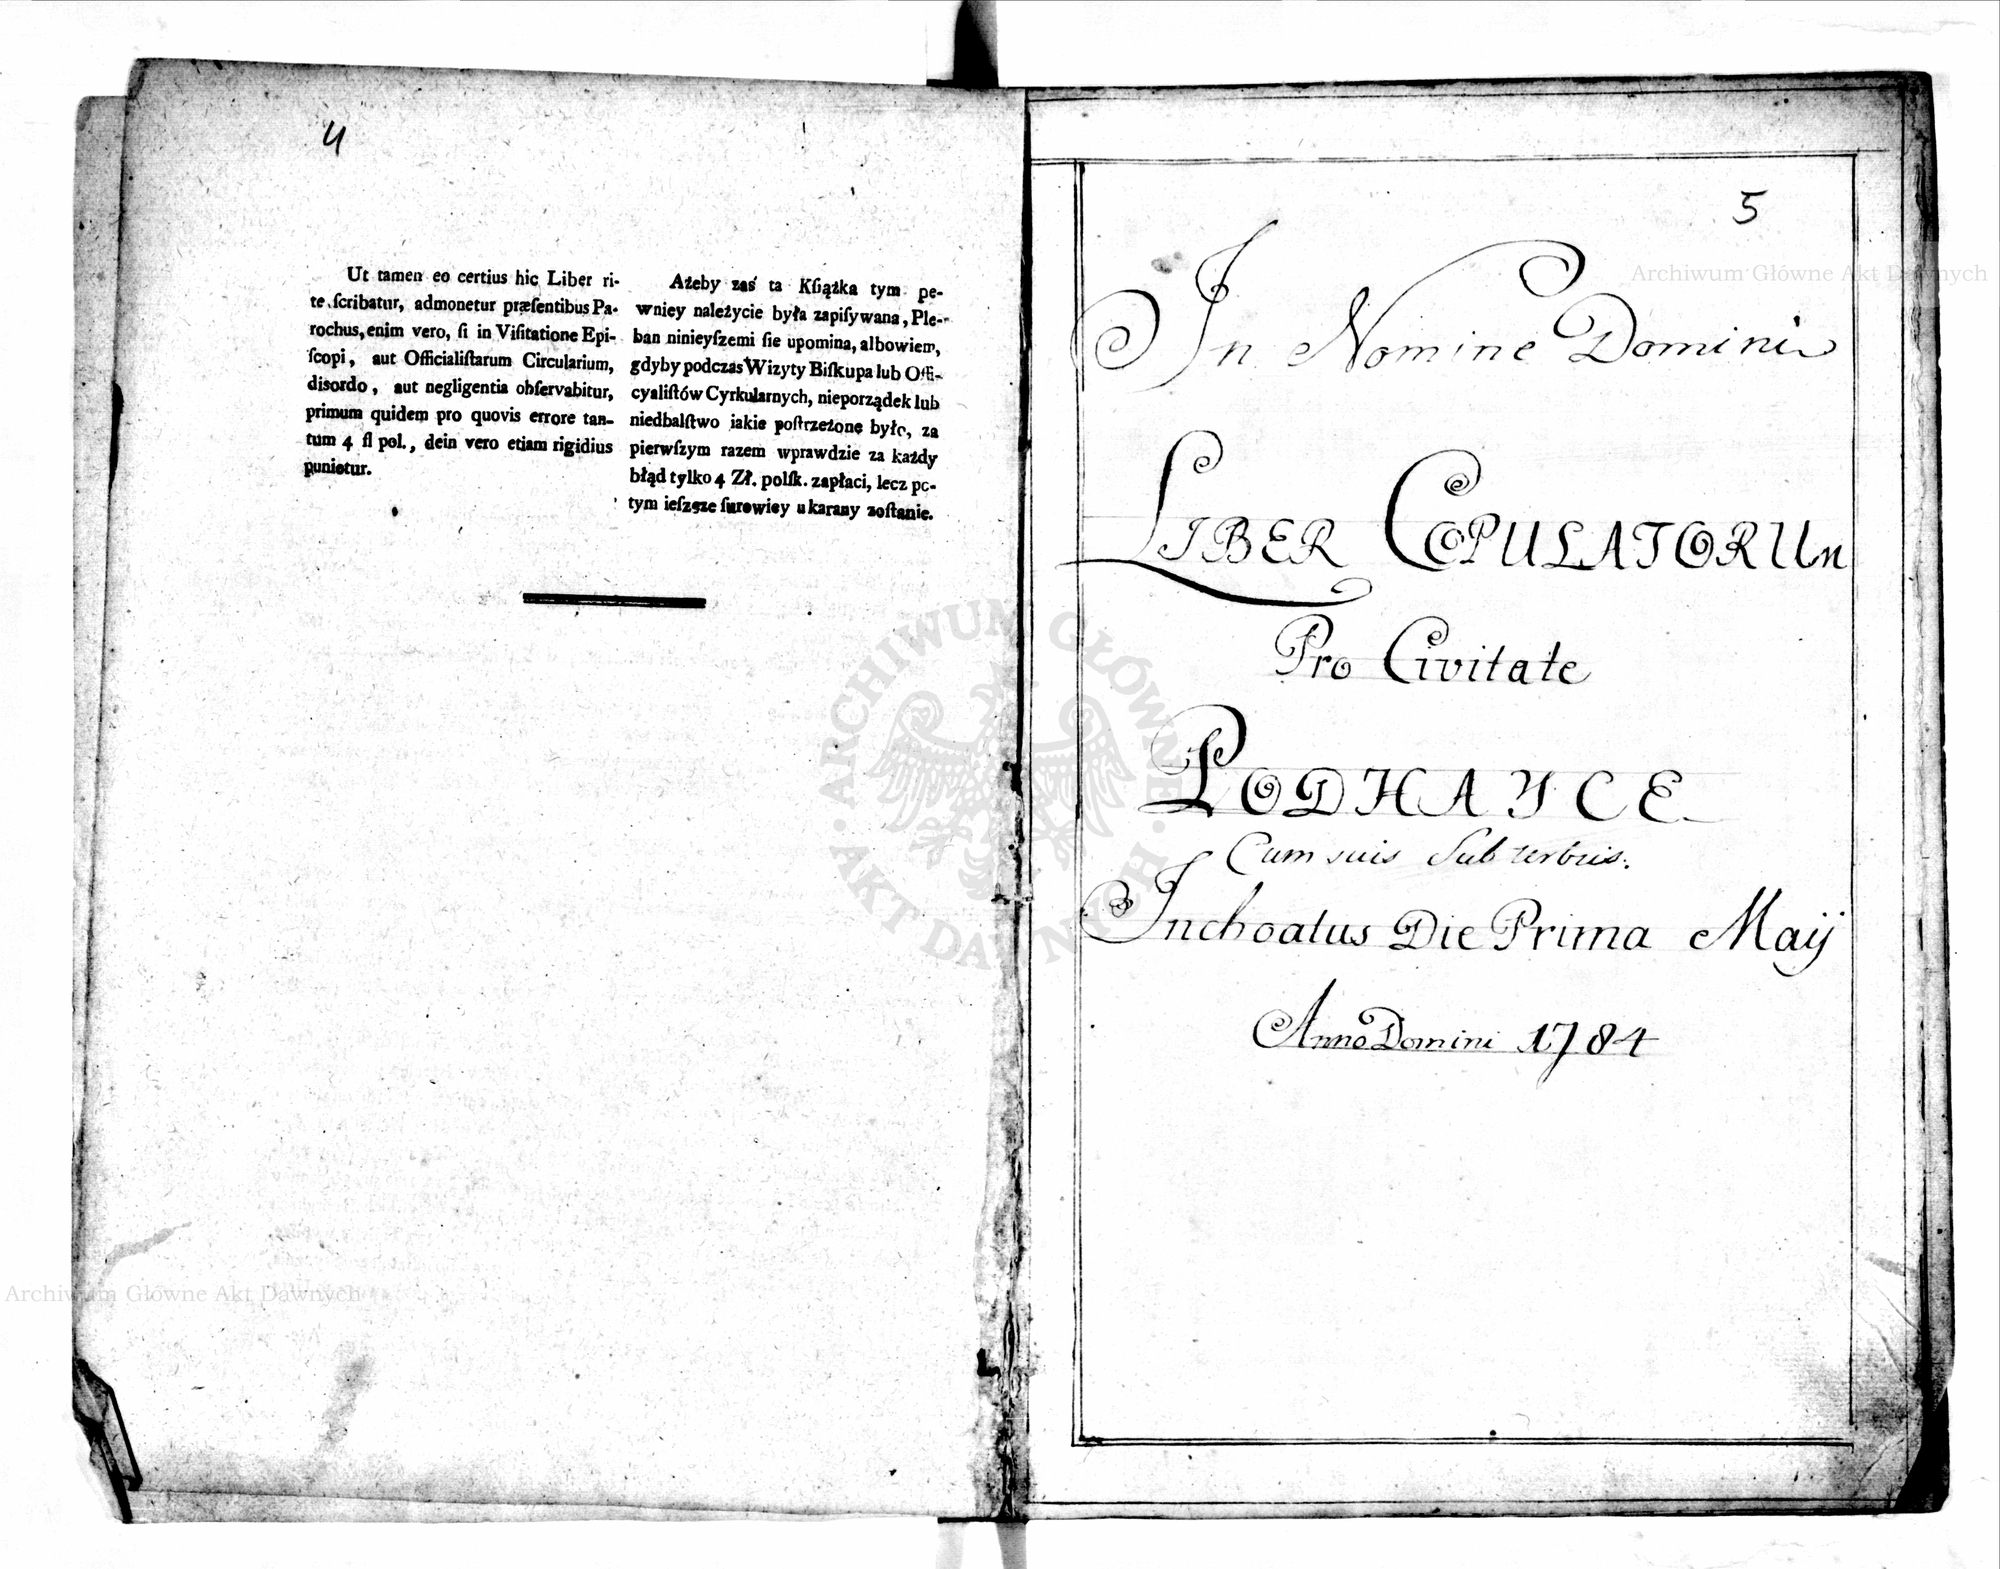 4
Ut tamen eo certius hic Liber ri-
te ſcribatur, admonetur præſentibus Pa-
rochus, enim vero, ſi in Viſitatione Epi-
ſcopi, aut Officialiſtarum Circularium,
disordo, aut negligentia obſervabitur,
primum quidem pro quovis errore tan-
tum 4 fl pol., dein vero etiam rigidius
punietur.
Ażeby zaś ta Kſiążka tym pe-
wniey należycie była zapiſywana, Ple-
ban ninieyſzemi ſie upomina, albowiem,
gdyby podczas Wizyty Biſkupa lub Offi-
cyaliſtów Cyrkularnych, nieporządek lub
niedbalſtwo iakie poſtrzeżone było, za
pierwſzym razem wprawdzie za każdy
błąd tylko 4 Zł. polſk. zapłaci, lecz po-
tym ieſzcze ſurowiey ukarany zoſtanie.
5
In Nomine Domini
LIBER COPULATORUm
Pro Civitate
PODHAYCE
Cum suis Suburbiis.
Inchoatus Die Prima Maij
Anno Domini 1784
Archiwum Główne Akt Dawnych
ARCHIWUM GŁÓWNE · AKT DAWNYCH ·
Archiwum Główne Akt Dawnych